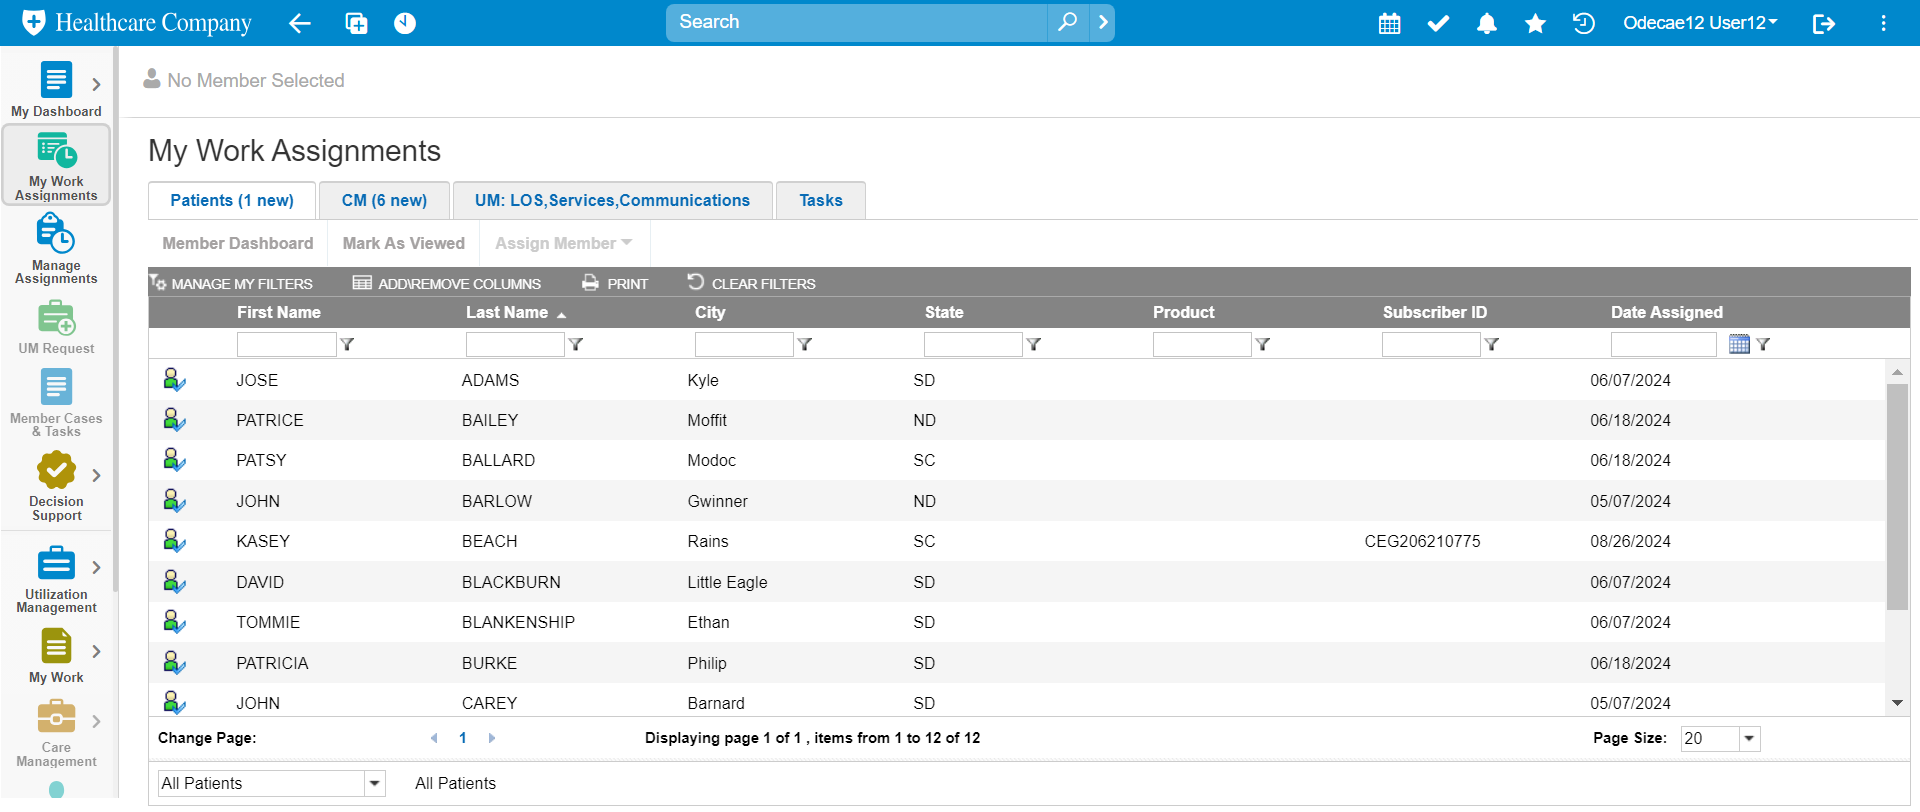 Healthcare Company
Search
Odecae12 User12
My Dashboard
My Work
Assignments
Manage
Assignments
UM Request
Member Cases
& Tasks
Decision
Support
Utilization
Management
My Work
Care
Management
No Member Selected
My Work Assignments
Patients (1 new) CM (6 new) UM: LOS,Services,Communications Tasks
Member Dashboard Mark As Viewed Assign Member
MANAGE MY FILTERS ADD\REMOVE COLUMNS PRINT CLEAR FILTERS
First Name Last Name City State Product Subscriber ID Date Assigned
JOSE ADAMS Kyle SD 06/07/2024
PATRICE BAILEY Moffit ND 06/18/2024
PATSY BALLARD Modoc SC 06/18/2024
JOHN BARLOW Gwinner ND 05/07/2024
KASEY BEACH Rains SC CEG206210775 08/26/2024
DAVID BLACKBURN Little Eagle SD 06/07/2024
TOMMIE BLANKENSHIP Ethan SD 06/07/2024
PATRICIA BURKE Philip SD 06/18/2024
JOHN CAREY Barnard SD 05/07/2024
Change Page: 1 Displaying page 1 of 1 , items from 1 to 12 of 12 Page Size: 20
All Patients All Patients